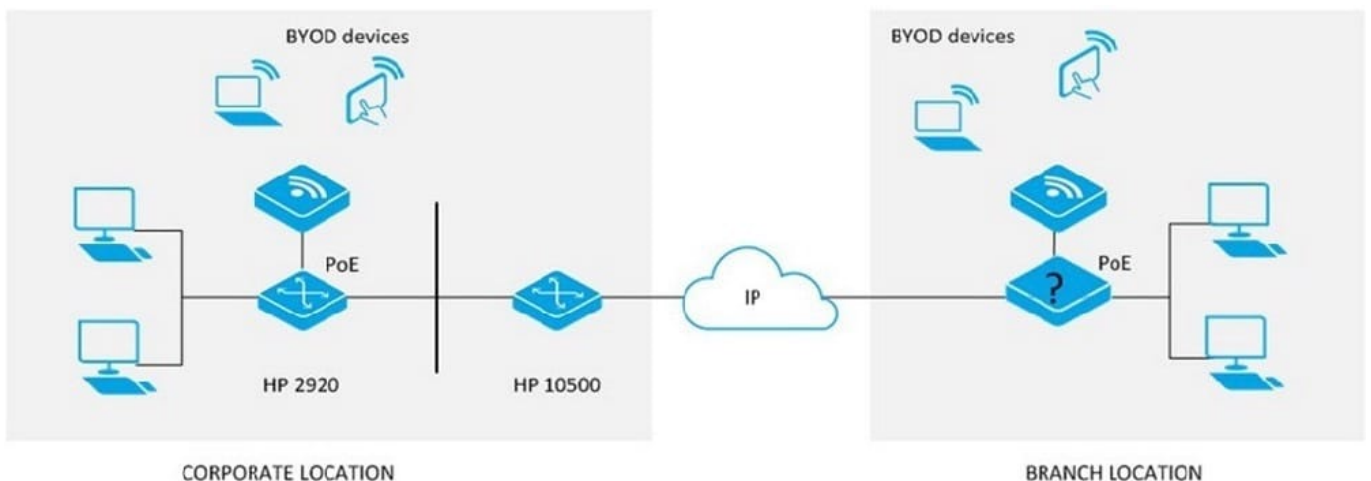 BYOD devices
BYOD devices
PoE
PoE
IP
?
HP 2920
HP 10500
CORPORATE LOCATION
BRANCH LOCATION